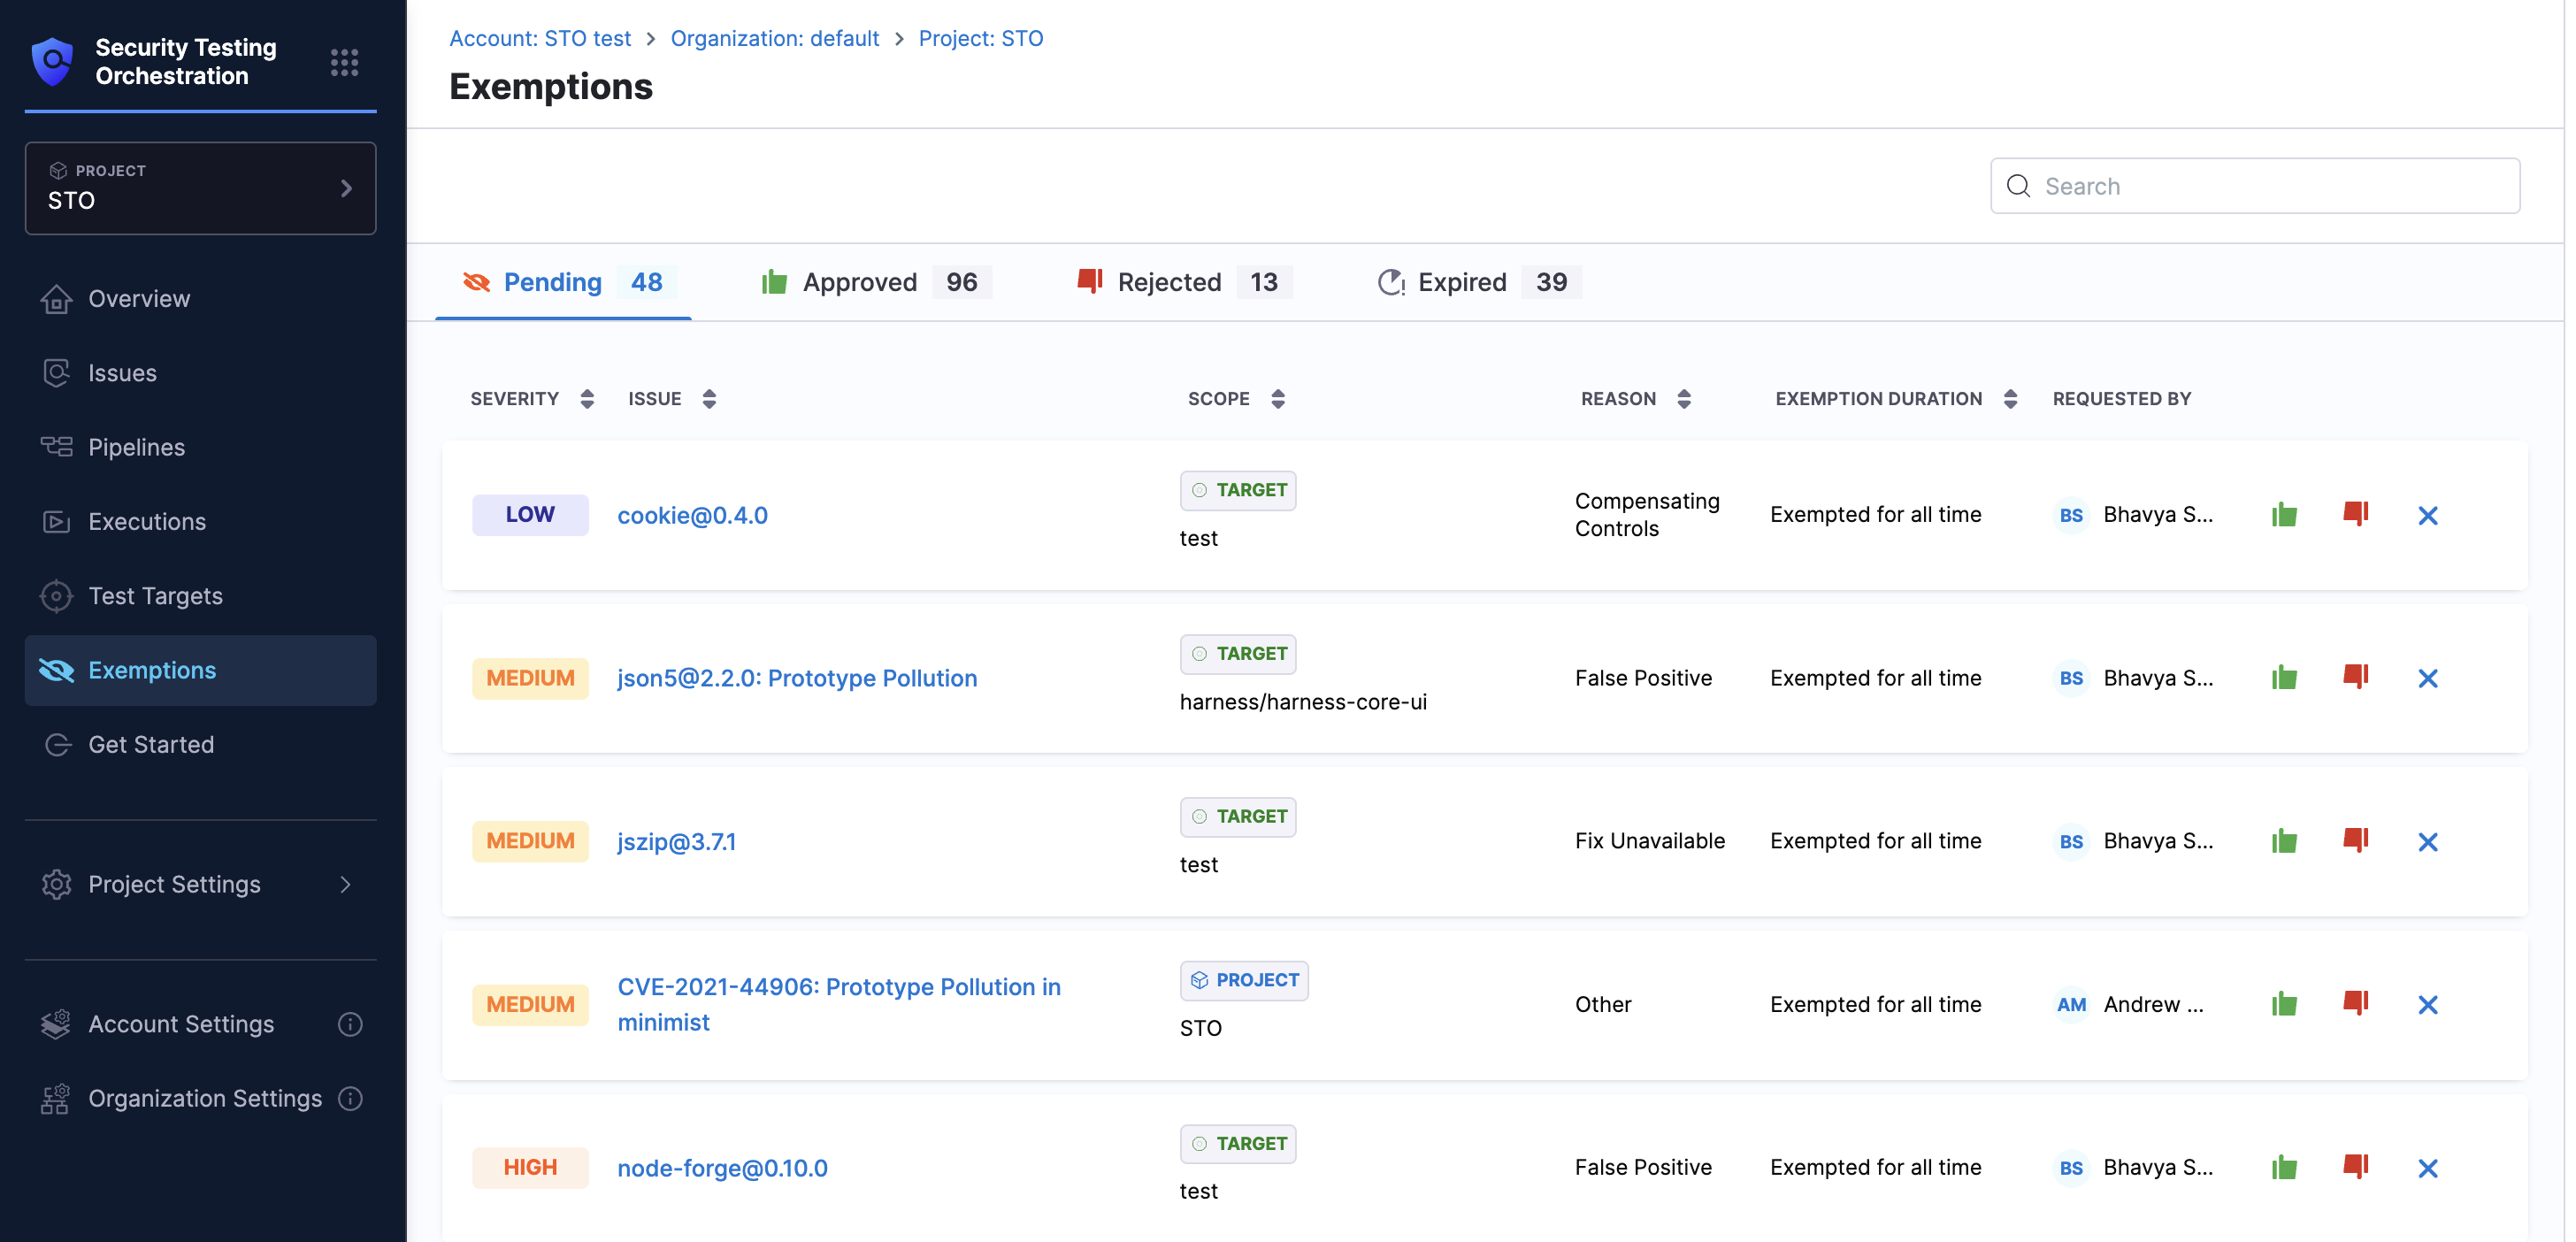 Security Testing
Orchestration
PROJECT
STO
Overview
Issues
Pipelines
Executions
Test Targets
Exemptions
Get Started
Project Settings
Account Settings
Organization Settings
Account: STO test > Organization: default > Project: STO
Exemptions
Search
Pending 48 Approved 96 Rejected 13 Expired 39
SEVERITY ISSUE SCOPE REASON EXEMPTION DURATION REQUESTED BY
LOW cookie@0.4.0 TARGET
test
Compensating
Controls
Exempted for all time BS Bhavya S...
MEDIUM json5@2.2.0: Prototype Pollution TARGET
harness/harness-core-ui
False Positive Exempted for all time BS Bhavya S...
MEDIUM jszip@3.7.1 TARGET
test
Fix Unavailable Exempted for all time BS Bhavya S...
MEDIUM CVE-2021-44906: Prototype Pollution in
minimist
PROJECT
STO
Other Exempted for all time AM Andrew ...
HIGH node-forge@0.10.0 TARGET
test
False Positive Exempted for all time BS Bhavya S...